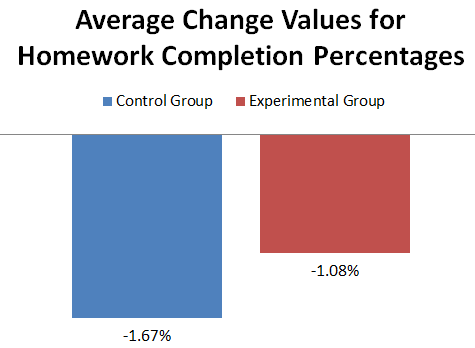 Average Change Values for
Homework Completion Percentages
Control Group Experimental Group
-1.08%
-1.67%